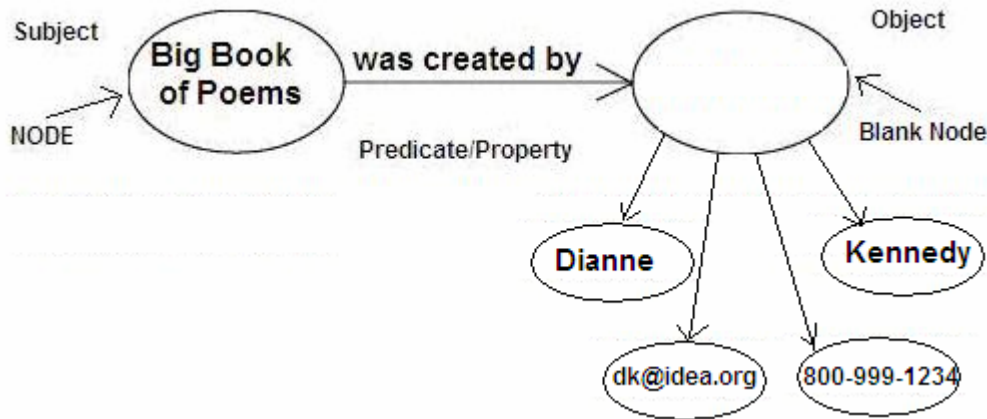 Subject
Object
Big Book
of Poems
was created by
NODE
Predicate/Property
Blank Node
Dianne
Kennedy
dk@idea.org
800-999-1234